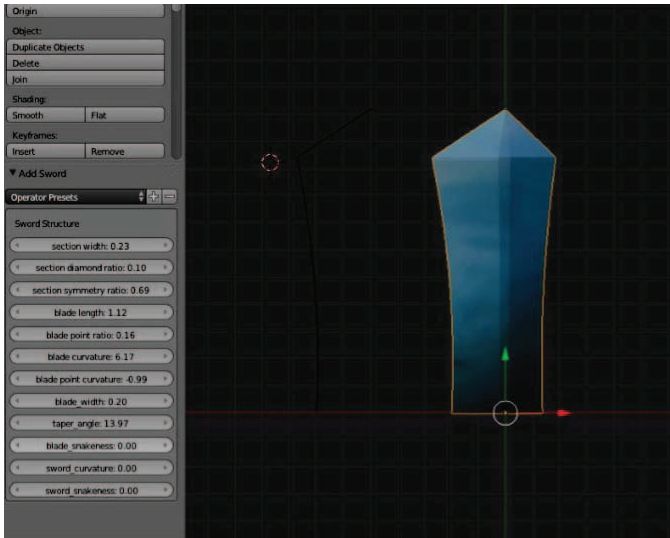 Origin
Object:
Duplicate Objects
Delete
Join
Shading:
Smooth Flat
Keyframes:
Insert Remove
Add Sword
Operator Presets
Sword Structure
section width: 0.23
section diamond ratio: 0.10
section symmetry ratio: 0.69
blade length: 1.12
blade point ratio: 0.16
blade curvature: 6.17
blade point curvature: -0.99
blade_width: 0.20
taper_angle: 13.97
blade_snakeness: 0.00
sword_curvature: 0.00
sword_snakeness: 0.00